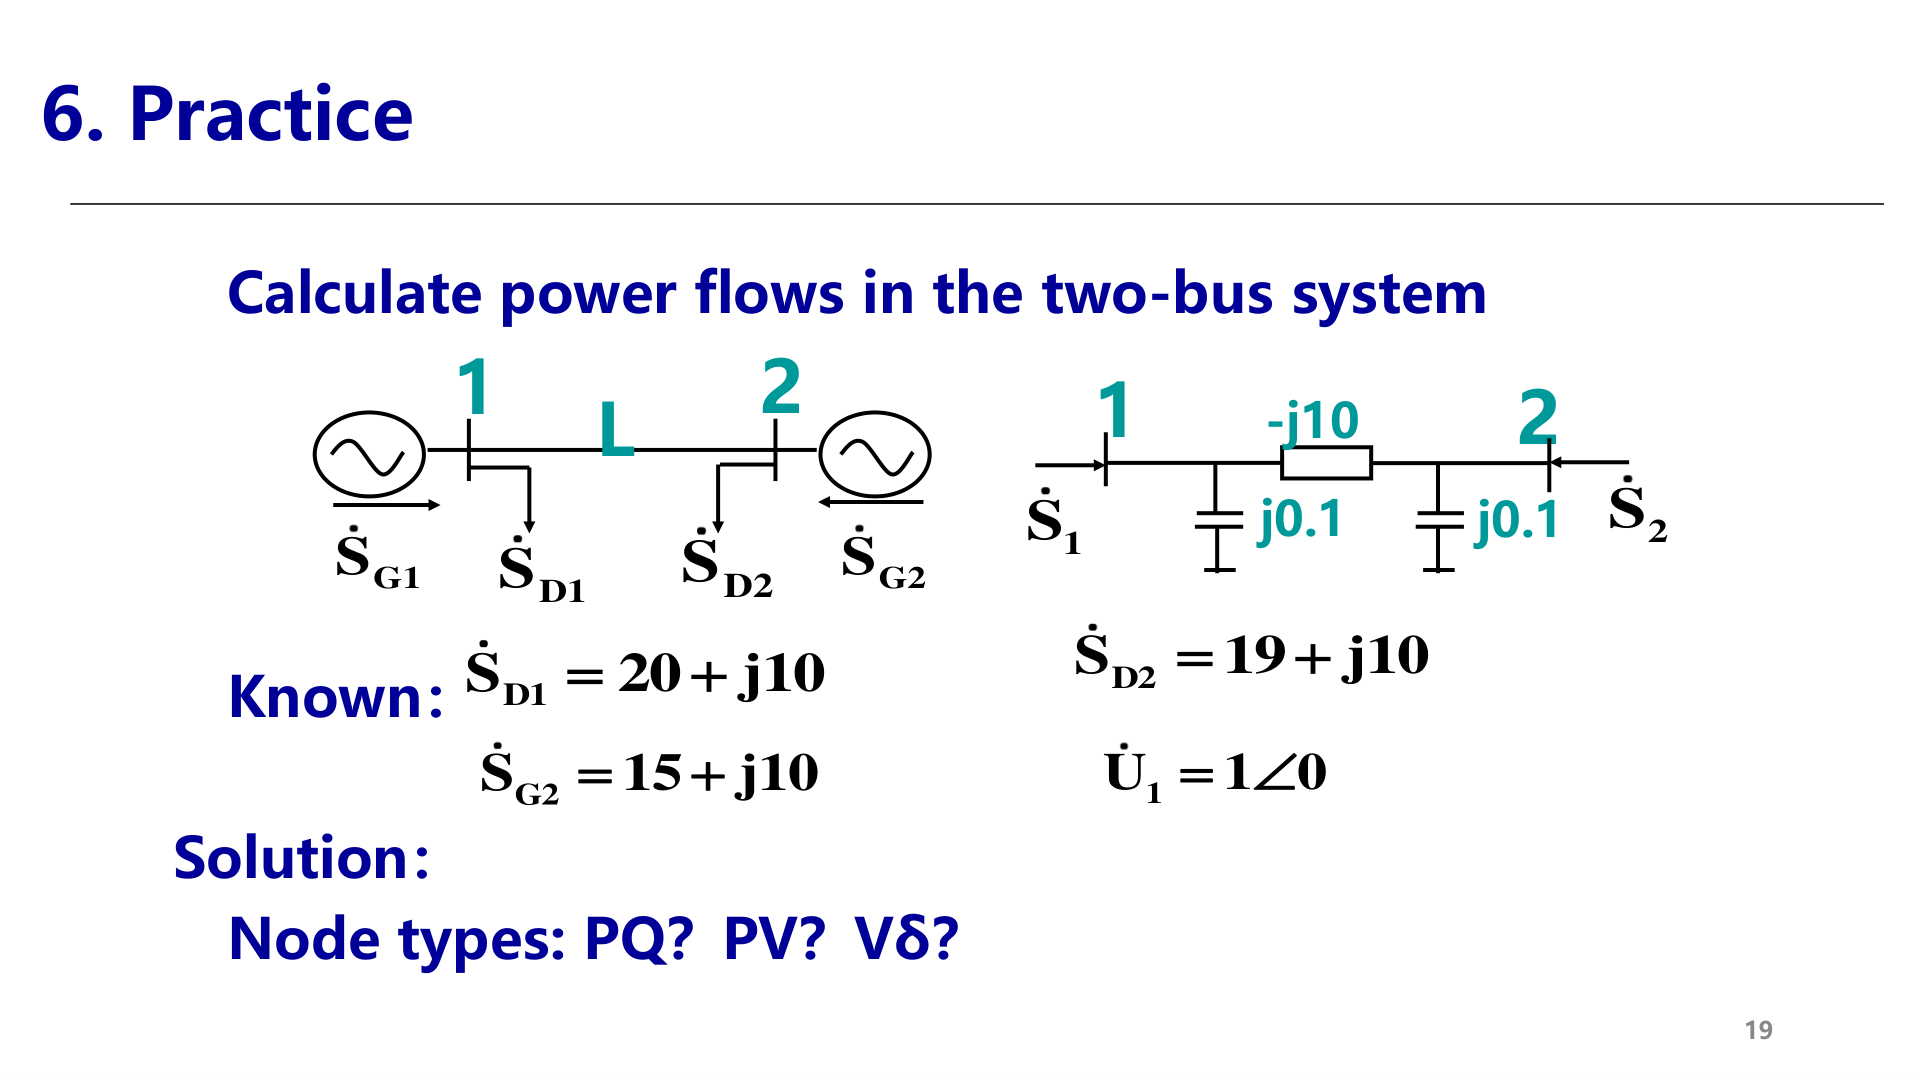 6. Practice
Calculate power flows in the two-bus system
1 L 2
1 -j10 2
j0.1 j0.1
Ṡ1 Ṡ2
ṠG1 ṠD1 ṠD2 ṠG2
Known: ṠD1 = 20 + j10 ṠD2 = 19 + j10
ṠG2 = 15 + j10 U̇1 = 1∠0
Solution:
Node types: PQ? PV? Vδ?
19